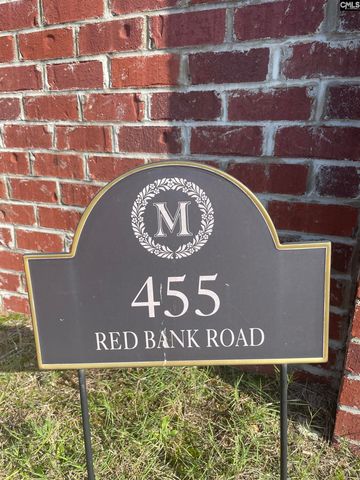 CMLS
M
455
RED BANK ROAD